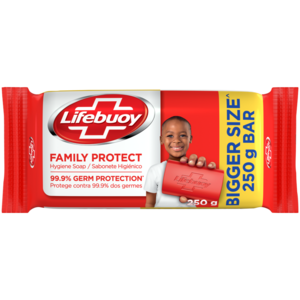 Lifebuoy
FAMILY PROTECT
Hygiene Soap / Sabonete Higiénico
99.9% GERM PROTECTION*
Protege contra 99.9% dos germes
250 g
BIGGER SIZE^
250 g BAR